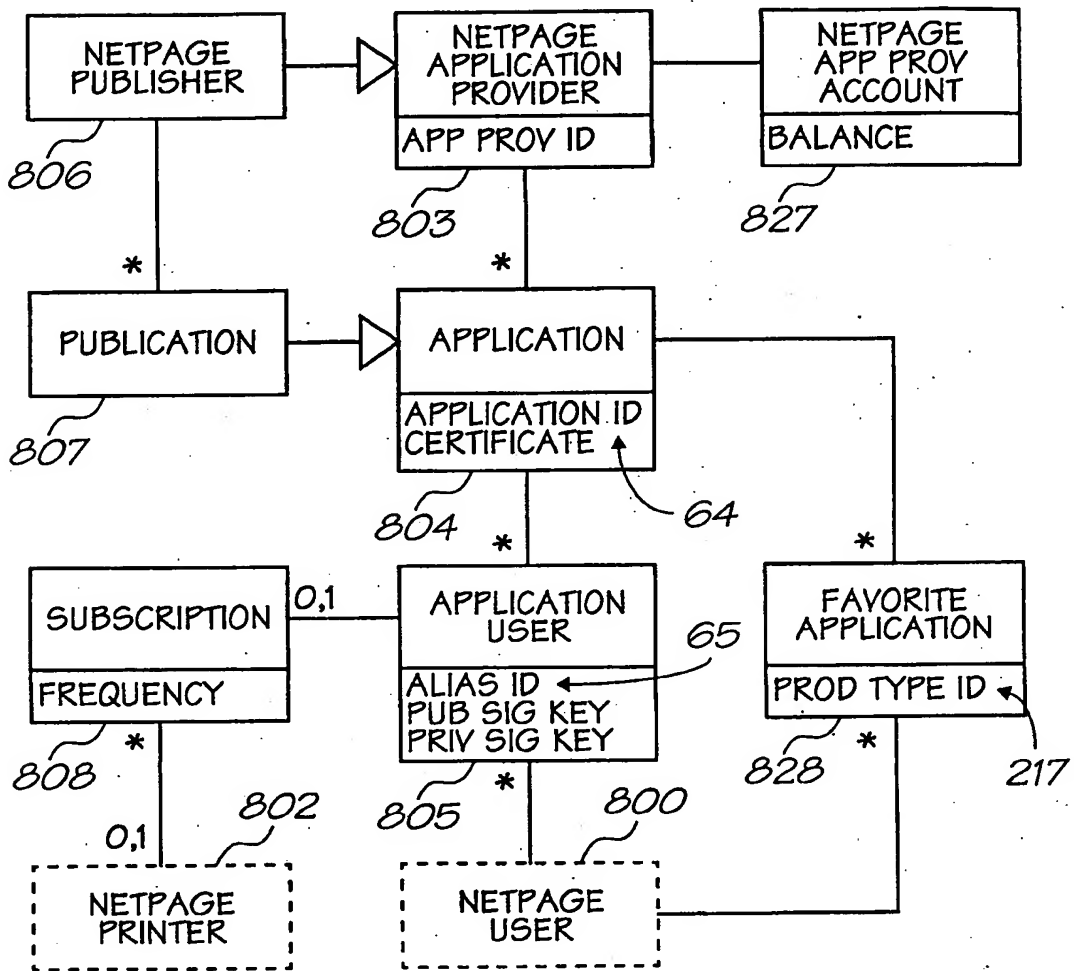 NETPAGE
PUBLISHER
806
NETPAGE
APPLICATION
PROVIDER
APP PROV ID
803
NETPAGE
APP PROV
ACCOUNT
BALANCE
827
*
*
PUBLICATION
807
APPLICATION
APPLICATION ID
CERTIFICATE
804
64
*
*
SUBSCRIPTION
FREQUENCY
808
0,1
APPLICATION
USER
ALIAS ID
PUB SIG KEY
PRIV SIG KEY
805
65
FAVORITE
APPLICATION
PROD TYPE ID
828
217
*
*
*
0,1
802
800
NETPAGE
PRINTER
NETPAGE
USER